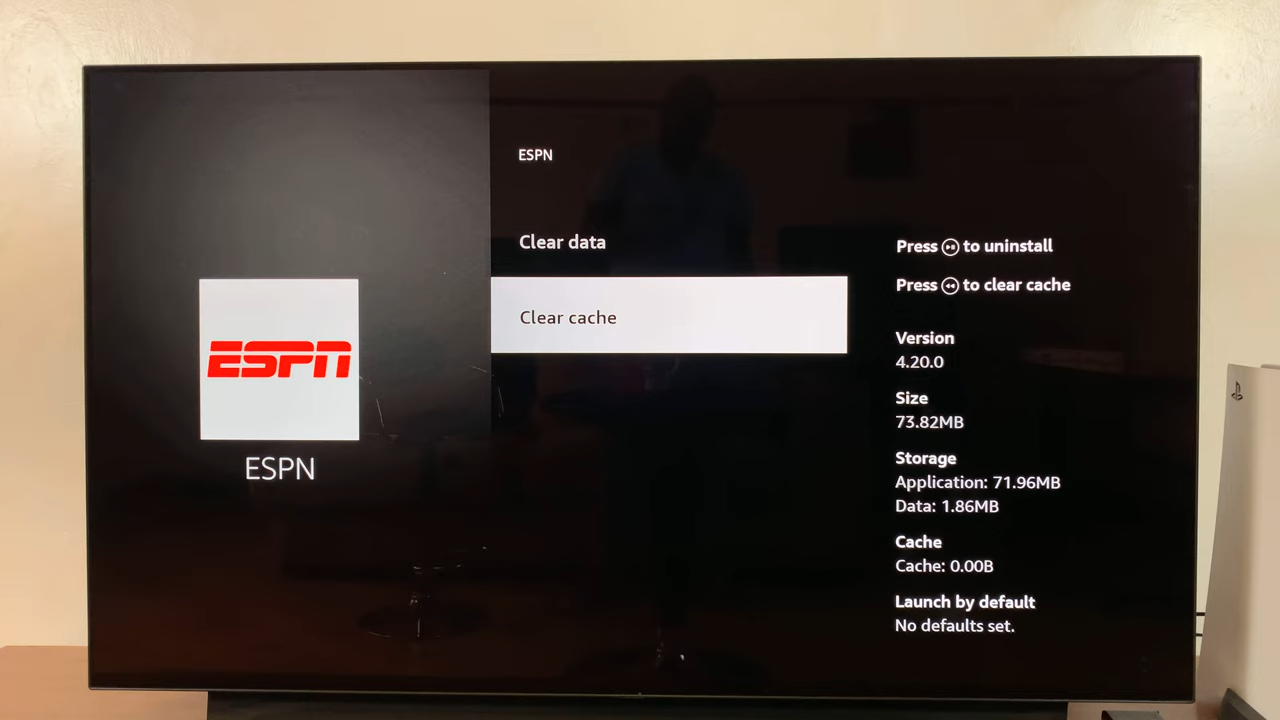 ESPN
Clear data
Clear cache
ESPN
ESPN
Press to uninstall
Press to clear cache
Version
4.20.0
Size
73.82MB
Storage
Application: 71.96MB
Data: 1.86MB
Cache
Cache: 0.00B
Launch by default
No defaults set.